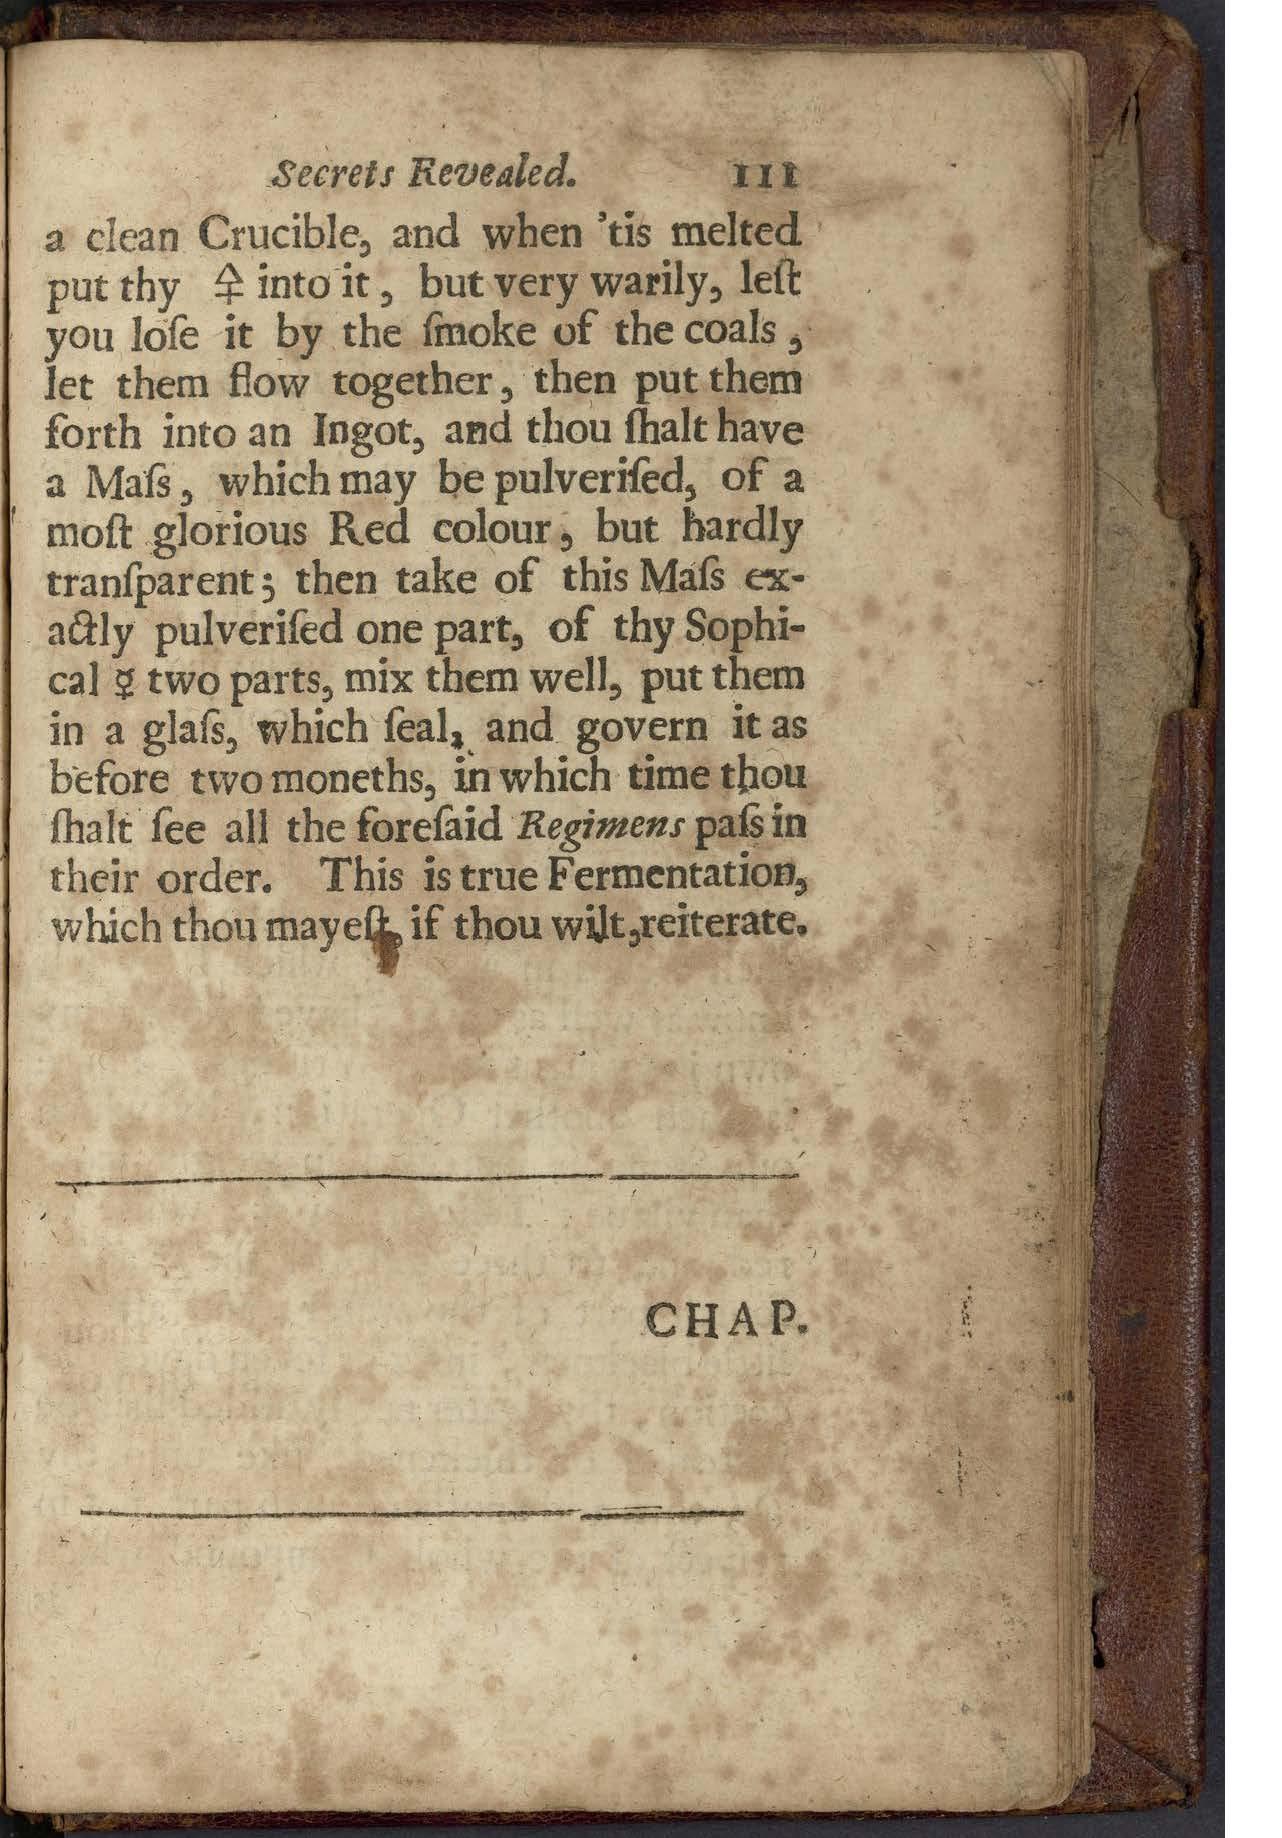 Secrets Revealed. 111
a clean Crucible, and when 'tis melted
put thy 🜍 into it, but very warily, leſt
you loſe it by the ſmoke of the coals,
let them flow together, then put them
forth into an Ingot, and thou ſhalt have
a Maſs, which may be pulveriſed, of a
moſt glorious Red colour, but hardly
tranſparent; then take of this Maſs ex-
actly pulveriſed one part, of thy Sophi-
cal ☿ two parts, mix them well, put them
in a glaſs, which ſeal, and govern it as
before two moneths, in which time thou
ſhalt ſee all the foreſaid Regimens paſs in
their order. This is true Fermentation,
which thou mayeſt, if thou wilt, reiterate.
CHAP.